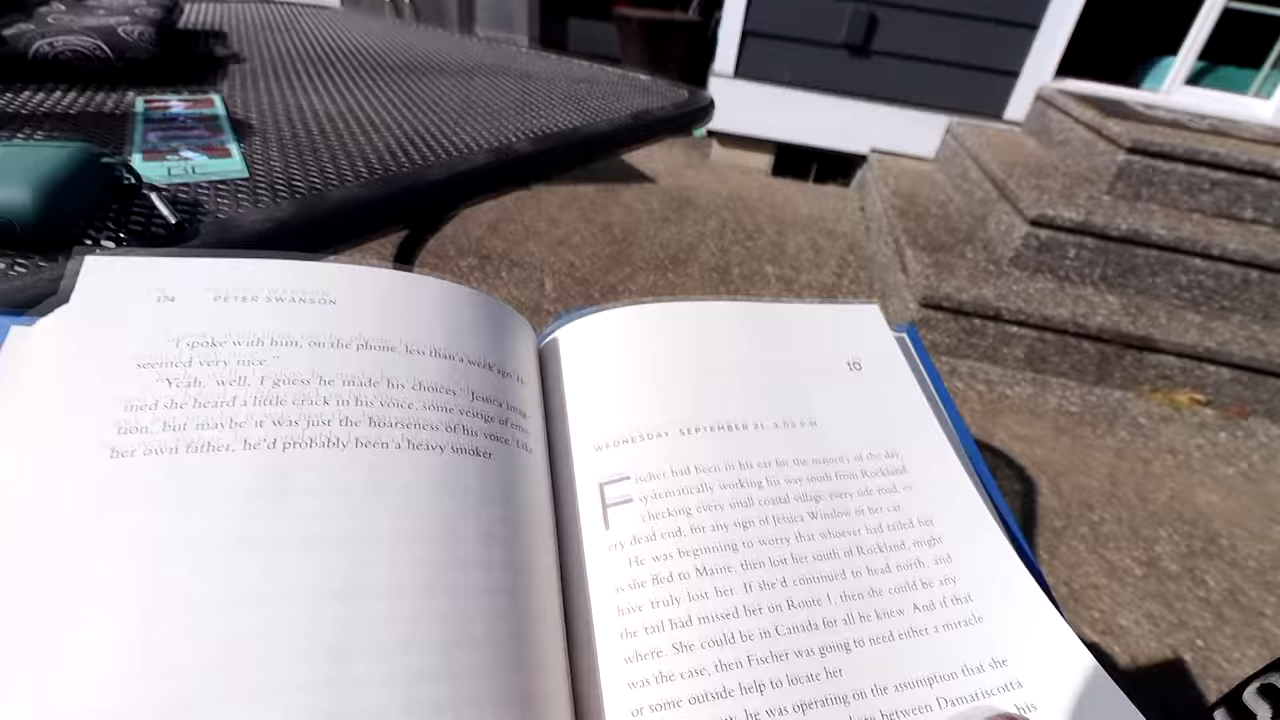 174 PETER SWANSON
"I spoke with him, on the phone, less than a week ago. He
seemed very nice."
"Yeah, well, I guess he made his choices." Jessica imag-
ined she heard a little crack in his voice, some vestige of emo-
tion, but maybe it was just the hoarseness of his voice. Like
her own father, he'd probably been a heavy smoker.
10
WEDNESDAY, SEPTEMBER 21, 3:03 P.M.
Fischer had been in his car for the majority of the day,
systematically working his way south from Rockland,
checking every small coastal village, every side road, ev-
ery dead end, for any sign of Jessica Winslow or her car.
He was beginning to worry that whoever had tailed her
as she fled to Maine, then lost her south of Rockland, might
have truly lost her. If she'd continued to head north, and
the tail had missed her on Route 1, then she could be any-
where. She could be in Canada for all he knew. And if that
was the case, then Fischer was going to need either a miracle
or some outside help to locate her.
he was operating on the assumption that she
between Damariscotta
his